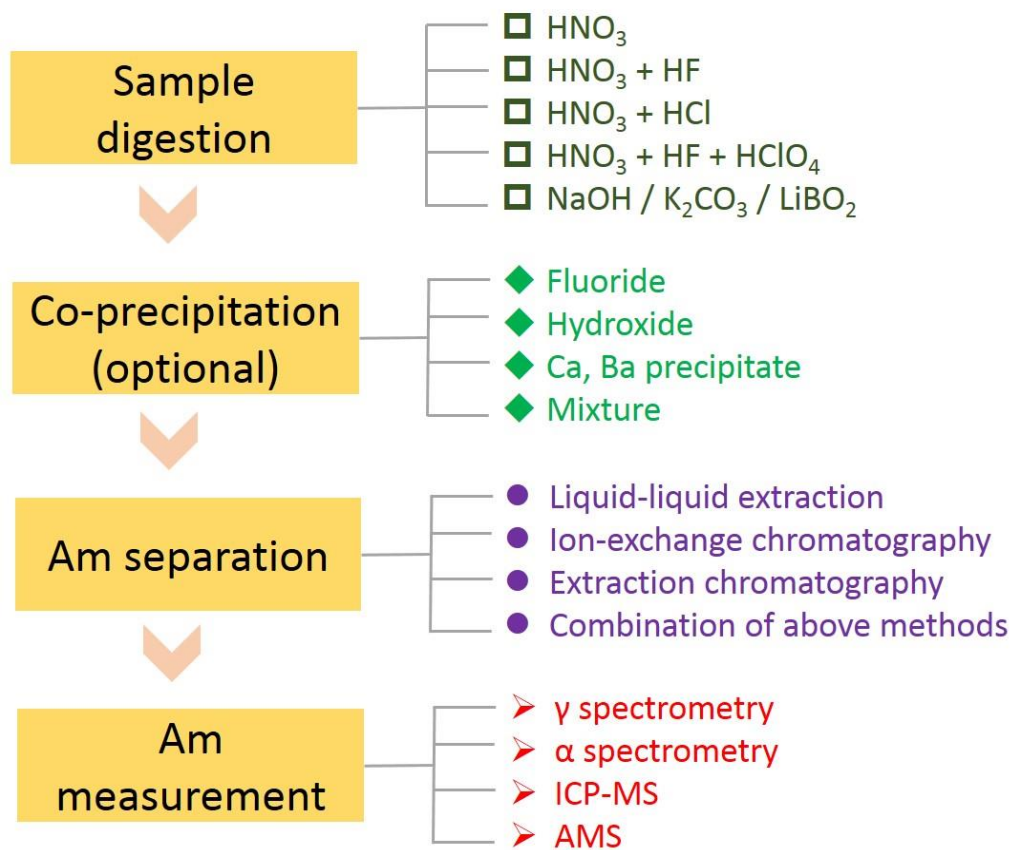 Sample
digestion
HNO₃
HNO₃ + HF
HNO₃ + HCl
HNO₃ + HF + HClO₄
NaOH / K₂CO₃ / LiBO₂
Co-precipitation
(optional)
Fluoride
Hydroxide
Ca, Ba precipitate
Mixture
Am separation
Liquid-liquid extraction
Ion-exchange chromatography
Extraction chromatography
Combination of above methods
Am
measurement
γ spectrometry
α spectrometry
ICP-MS
AMS